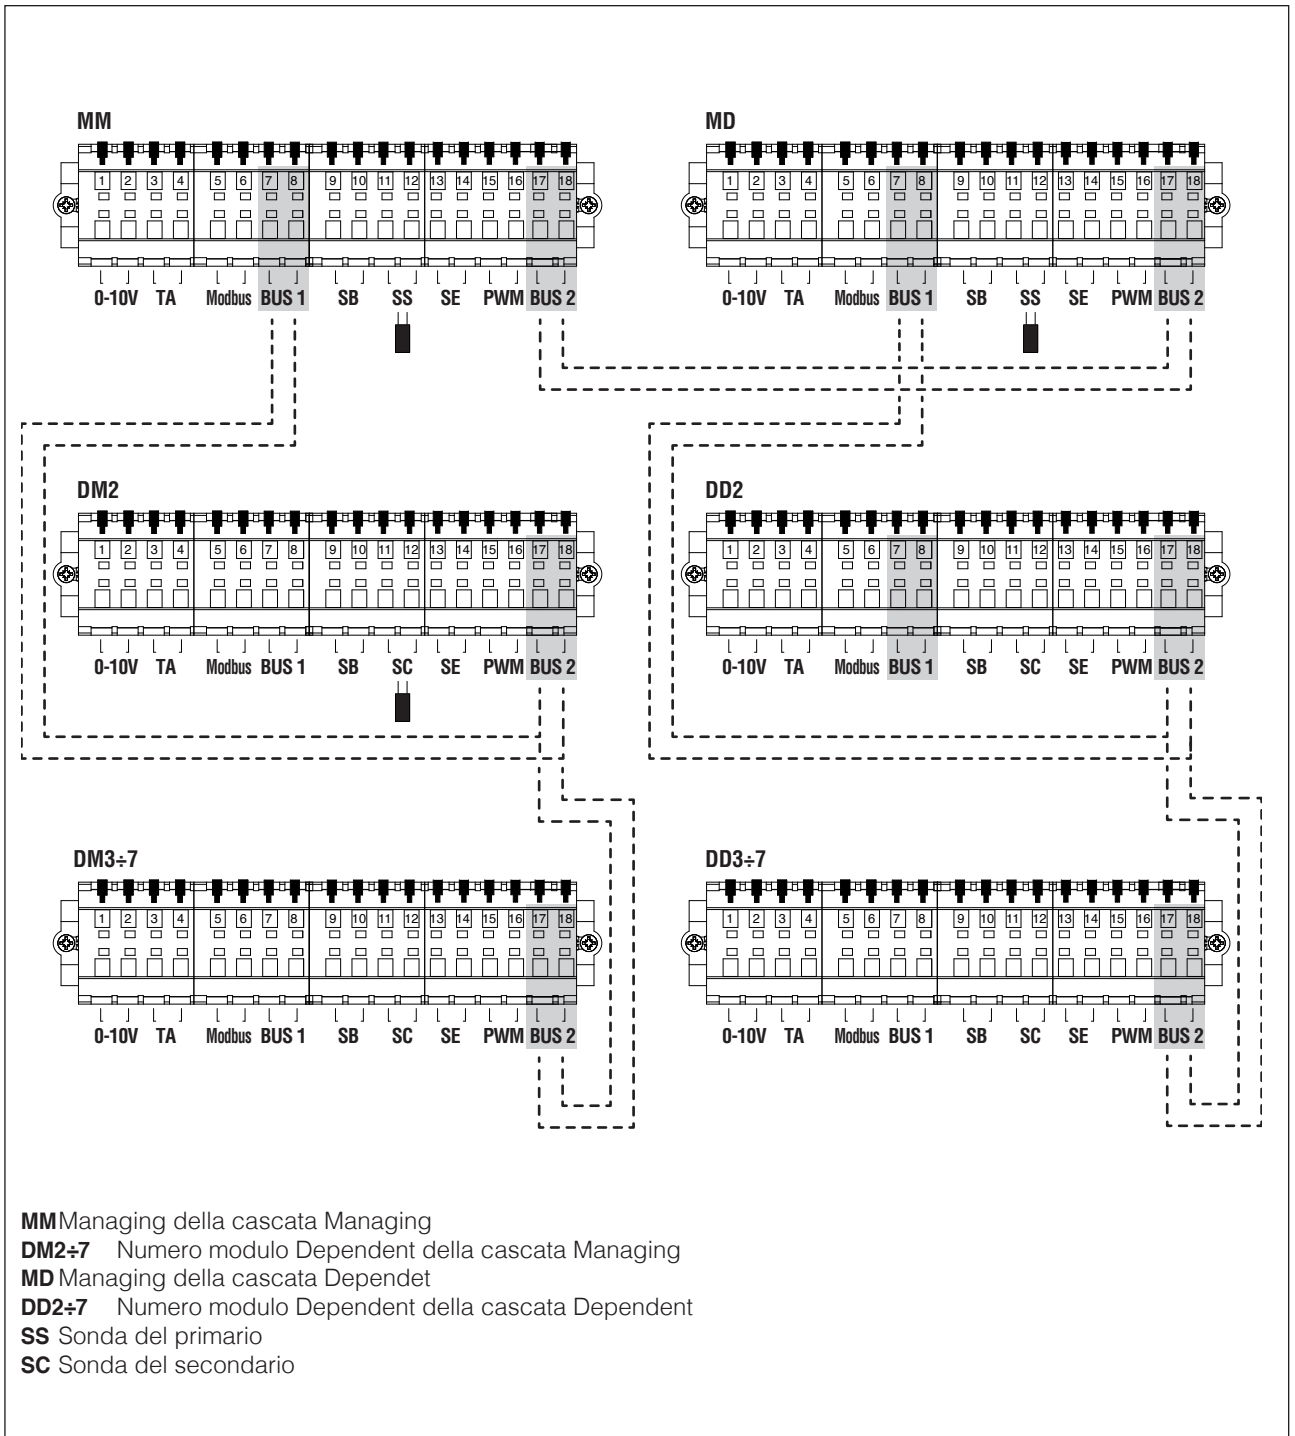 MM MD
1 2 3 4 5 6 7 8 9 10 11 12 13 14 15 16 17 18 1 2 3 4 5 6 7 8 9 10 11 12 13 14 15 16 17 18
0-10V TA Modbus BUS 1 SB SS SE PWM BUS 2 0-10V TA Modbus BUS 1 SB SS SE PWM BUS 2
DM2 DD2
1 2 3 4 5 6 7 8 9 10 11 12 13 14 15 16 17 18 1 2 3 4 5 6 7 8 9 10 11 12 13 14 15 16 17 18
0-10V TA Modbus BUS 1 SB SC SE PWM BUS 2 0-10V TA Modbus BUS 1 SB SC SE PWM BUS 2
DM3÷7 DD3÷7
1 2 3 4 5 6 7 8 9 10 11 12 13 14 15 16 17 18 1 2 3 4 5 6 7 8 9 10 11 12 13 14 15 16 17 18
0-10V TA Modbus BUS 1 SB SC SE PWM BUS 2 0-10V TA Modbus BUS 1 SB SC SE PWM BUS 2
MM Managing della cascata Managing
DM2÷7 Numero modulo Dependent della cascata Managing
MD Managing della cascata Dependet
DD2÷7 Numero modulo Dependent della cascata Dependent
SS Sonda del primario
SC Sonda del secondario